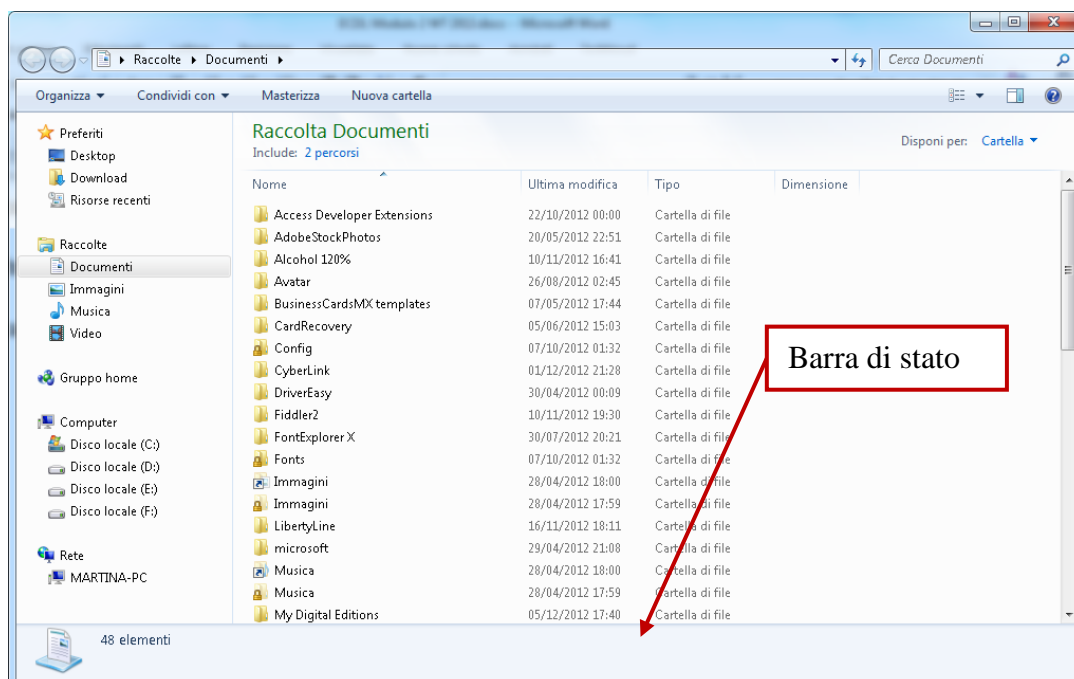 ECDL Modulo 2 W7 2012.docx - Microsoft Word
Raccolte Documenti
Cerca Documenti
Organizza Condividi con Masterizza Nuova cartella
Preferiti
Desktop
Download
Risorse recenti
Raccolte
Documenti
Immagini
Musica
Video
Gruppo home
Computer
Disco locale (C:)
Disco locale (D:)
Disco locale (E:)
Disco locale (F:)
Rete
MARTINA-PC
Raccolta Documenti
Include: 2 percorsi
Disponi per: Cartella
Nome Ultima modifica Tipo Dimensione
Access Developer Extensions 22/10/2012 00:00 Cartella di file
AdobeStockPhotos 20/05/2012 22:51 Cartella di file
Alcohol 120% 10/11/2012 16:41 Cartella di file
Avatar 26/08/2012 02:45 Cartella di file
BusinessCardsMX templates 07/05/2012 17:44 Cartella di file
CardRecovery 05/06/2012 15:03 Cartella di file
Config 07/10/2012 01:32 Cartella di file
CyberLink 01/12/2012 21:28 Cartella di file
DriverEasy 30/04/2012 00:09 Cartella di file
Fiddler2 10/11/2012 19:30 Cartella di file
FontExplorer X 30/07/2012 20:21 Cartella di file
Fonts 07/10/2012 01:32 Cartella di file
Immagini 28/04/2012 18:00 Cartella di file
Immagini 28/04/2012 17:59 Cartella di file
LibertyLine 16/11/2012 18:11 Cartella di file
microsoft 29/04/2012 21:08 Cartella di file
Musica 28/04/2012 18:00 Cartella di file
Musica 28/04/2012 17:59 Cartella di file
My Digital Editions 05/12/2012 17:40 Cartella di file
Barra di stato
48 elementi